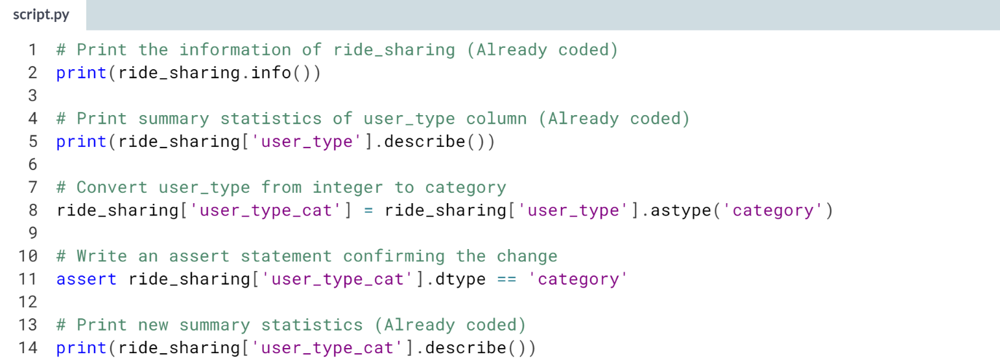 script.py
1 # Print the information of ride_sharing (Already coded)
2 print(ride_sharing.info())
3
4 # Print summary statistics of user_type column (Already coded)
5 print(ride_sharing['user_type'].describe())
6
7 # Convert user_type from integer to category
8 ride_sharing['user_type_cat'] = ride_sharing['user_type'].astype('category')
9
10 # Write an assert statement confirming the change
11 assert ride_sharing['user_type_cat'].dtype == 'category'
12
13 # Print new summary statistics (Already coded)
14 print(ride_sharing['user_type_cat'].describe())